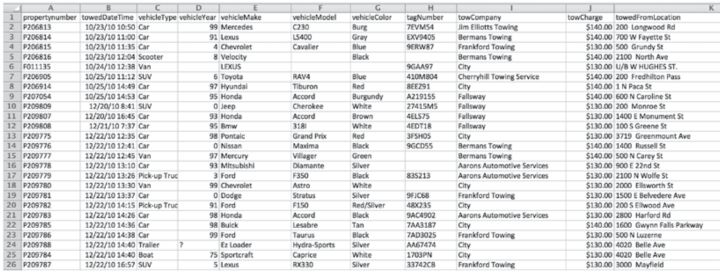 A B C D E F G H I J K
1 propertynumber towedDateTime vehicleType vehicleYear vehicleMake vehicleModel vehicleColor tagNumber towCompany towCharge towedFromLocation
2 P206813 10/23/10 10:50 Car 99 Mercedes C230 Burg 7EVM54 Jim Elliotts Towing $140.00 200 Longwood Rd
3 P206814 10/23/10 11:00 Car 91 Lexus LS400 Gray EXV9405 Bermans Towing $140.00 700 W Fayette St
4 P206815 10/23/10 11:35 Car 4 Chevrolet Cavalier Blue 9ERW87 Frankford Towing $130.00 500 Grundy St
5 P206816 10/23/10 12:04 Scooter 8 Velocity Black Bermans Towing $140.00 2100 North Ave
6 F011135 10/24/10 12:38 Van LEXUS 9GAA97 City $130.00 U/B W HUGHES ST.
7 P206905 10/25/10 11:12 SUV 6 Toyota RAV4 Blue 410M804 Cherryhill Towing Service $140.00 200 Fredhilton Pass
8 P206914 10/25/10 14:49 Car 97 Hyundai Tiburon Red 8EEZ91 City $140.00 1 N Paca St
9 P207054 10/25/10 14:53 Car 95 Honda Accord Burgundy A219155 Fallsway $140.00 600 N Caroline St
10 P209809 12/20/10 8:41 SUV 0 Jeep Cherokee White 27415M5 Fallsway $130.00 200 Monroe St
11 P209807 12/20/10 16:45 Car 93 Honda Accord Brown 4ELS75 Fallsway $130.00 1400 E Monument St
12 P209808 12/21/10 7:37 Car 95 Bmw 318I White 4EDT18 Fallsway $130.00 100 S Greene St
13 P209775 12/22/10 12:35 Car 98 Pontaic Grand Prix Red 3FSH05 City $130.00 3719 Greenmount Ave
14 P209776 12/22/10 12:41 Car 0 Nissan Maxima Black 9GCD55 Bermans Towing $140.00 1400 Russell St
15 P209777 12/22/10 12:45 Van 97 Mercury Villager Green Bermans Towing $140.00 500 N Carey St
16 P209778 12/22/10 13:10 Car 93 Mitsubishi Diamante Silver Aarons Automotive Services $130.00 900 E 22nd St
17 P209779 12/22/10 13:26 Pick-up Truc 3 Ford F350 Black 83S213 Aarons Automotive Services $130.00 2100 N Wolfe St
18 P209780 12/22/10 13:30 Van 99 Chevrolet Astro White City $130.00 2000 Ellsworth St
19 P209781 12/22/10 13:37 Car 0 Dodge Stratus Silver 9FJC68 Frankford Towing $130.00 1500 E Belvedere Ave
20 P209782 12/22/10 14:15 Pick-up Truc 91 Ford F150 Red/Silver 48X235 City $130.00 200 S Ellwood Ave
21 P209783 12/22/10 14:26 Car 98 Honda Accord Black 9AC4902 Aarons Automotive Services $130.00 2800 Harford Rd
22 P209785 12/22/10 14:36 Car 98 Buick Lesabre Tan 7AA3187 City $140.00 1600 Gwynn Falls Parkway
23 P209786 12/22/10 14:38 Car 99 Ford Taurus Black 7AD3025 Frankford Towing $130.00 500 N Luzerne
24 P209788 12/22/10 14:40 Trailer ? Ez Loader Hydra-Sports Silver AA67474 City $130.00 4020 Belle Ave
25 P209784 12/22/10 14:40 Boat 75 Sportcraft Caprice White 1703PN City $130.00 4020 Belle Ave
26 P209787 12/22/10 16:57 SUV 5 Lexus RX330 Silver 33742CB Frankford Towing $130.00 3000 Mayfield